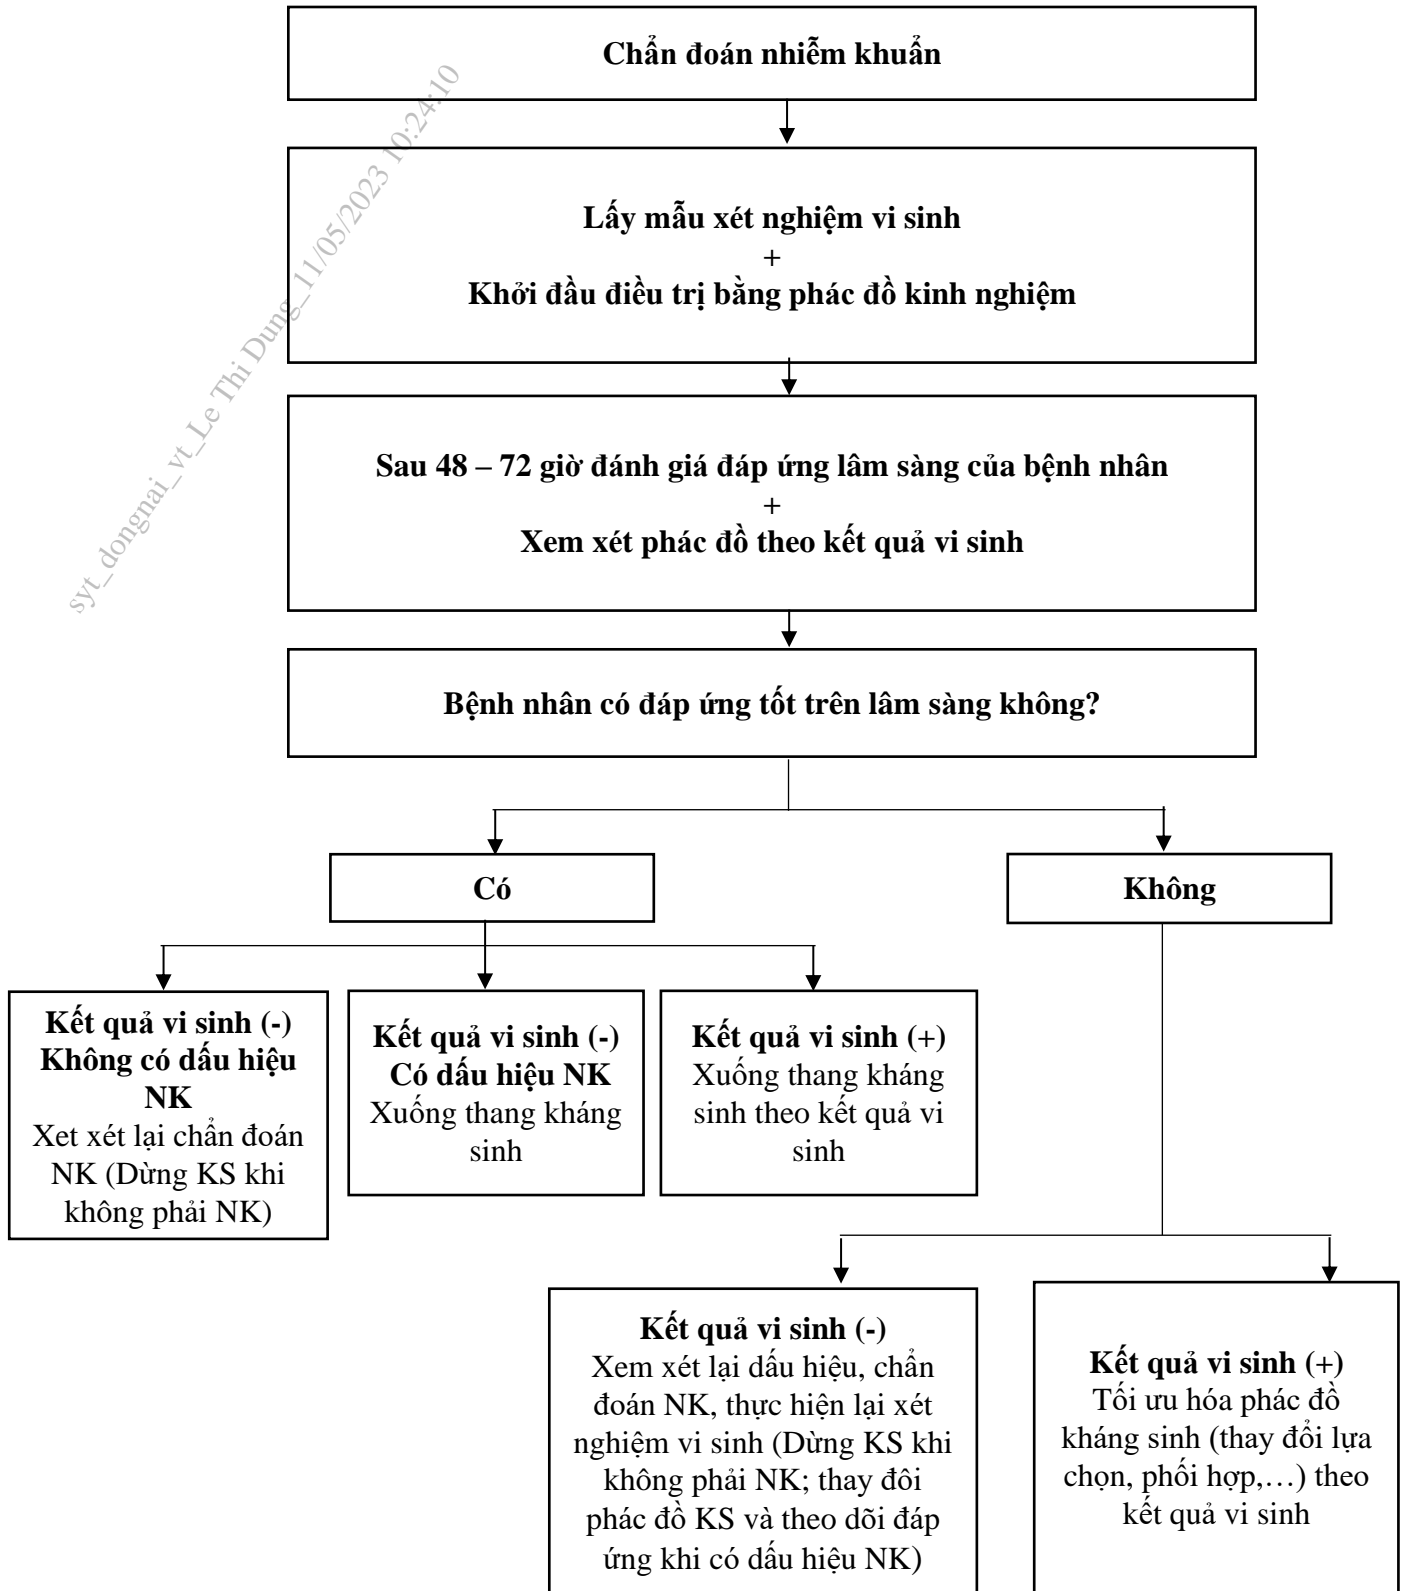 Chẩn đoán nhiễm khuẩn
Lấy mẫu xét nghiệm vi sinh
+
Khởi đầu điều trị bằng phác đồ kinh nghiệm
syt_dongnai_vt_Le Thi Dung_11/05/2023 10:24:10
Sau 48 – 72 giờ đánh giá đáp ứng lâm sàng của bệnh nhân
+
Xem xét phác đồ theo kết quả vi sinh
Bệnh nhân có đáp ứng tốt trên lâm sàng không?
Có
Không
Kết quả vi sinh (-)
Không có dấu hiệu
NK
Xet xét lại chẩn đoán
NK (Dừng KS khi
không phải NK)
Kết quả vi sinh (-)
Có dấu hiệu NK
Xuống thang kháng
sinh
Kết quả vi sinh (+)
Xuống thang kháng
sinh theo kết quả vi
sinh
Kết quả vi sinh (-)
Xem xét lại dấu hiệu, chẩn
đoán NK, thực hiện lại xét
nghiệm vi sinh (Dừng KS khi
không phải NK; thay đôi
phác đồ KS và theo dõi đáp
ứng khi có dấu hiệu NK)
Kết quả vi sinh (+)
Tối ưu hóa phác đồ
kháng sinh (thay đổi lựa
chọn, phối hợp,…) theo
kết quả vi sinh